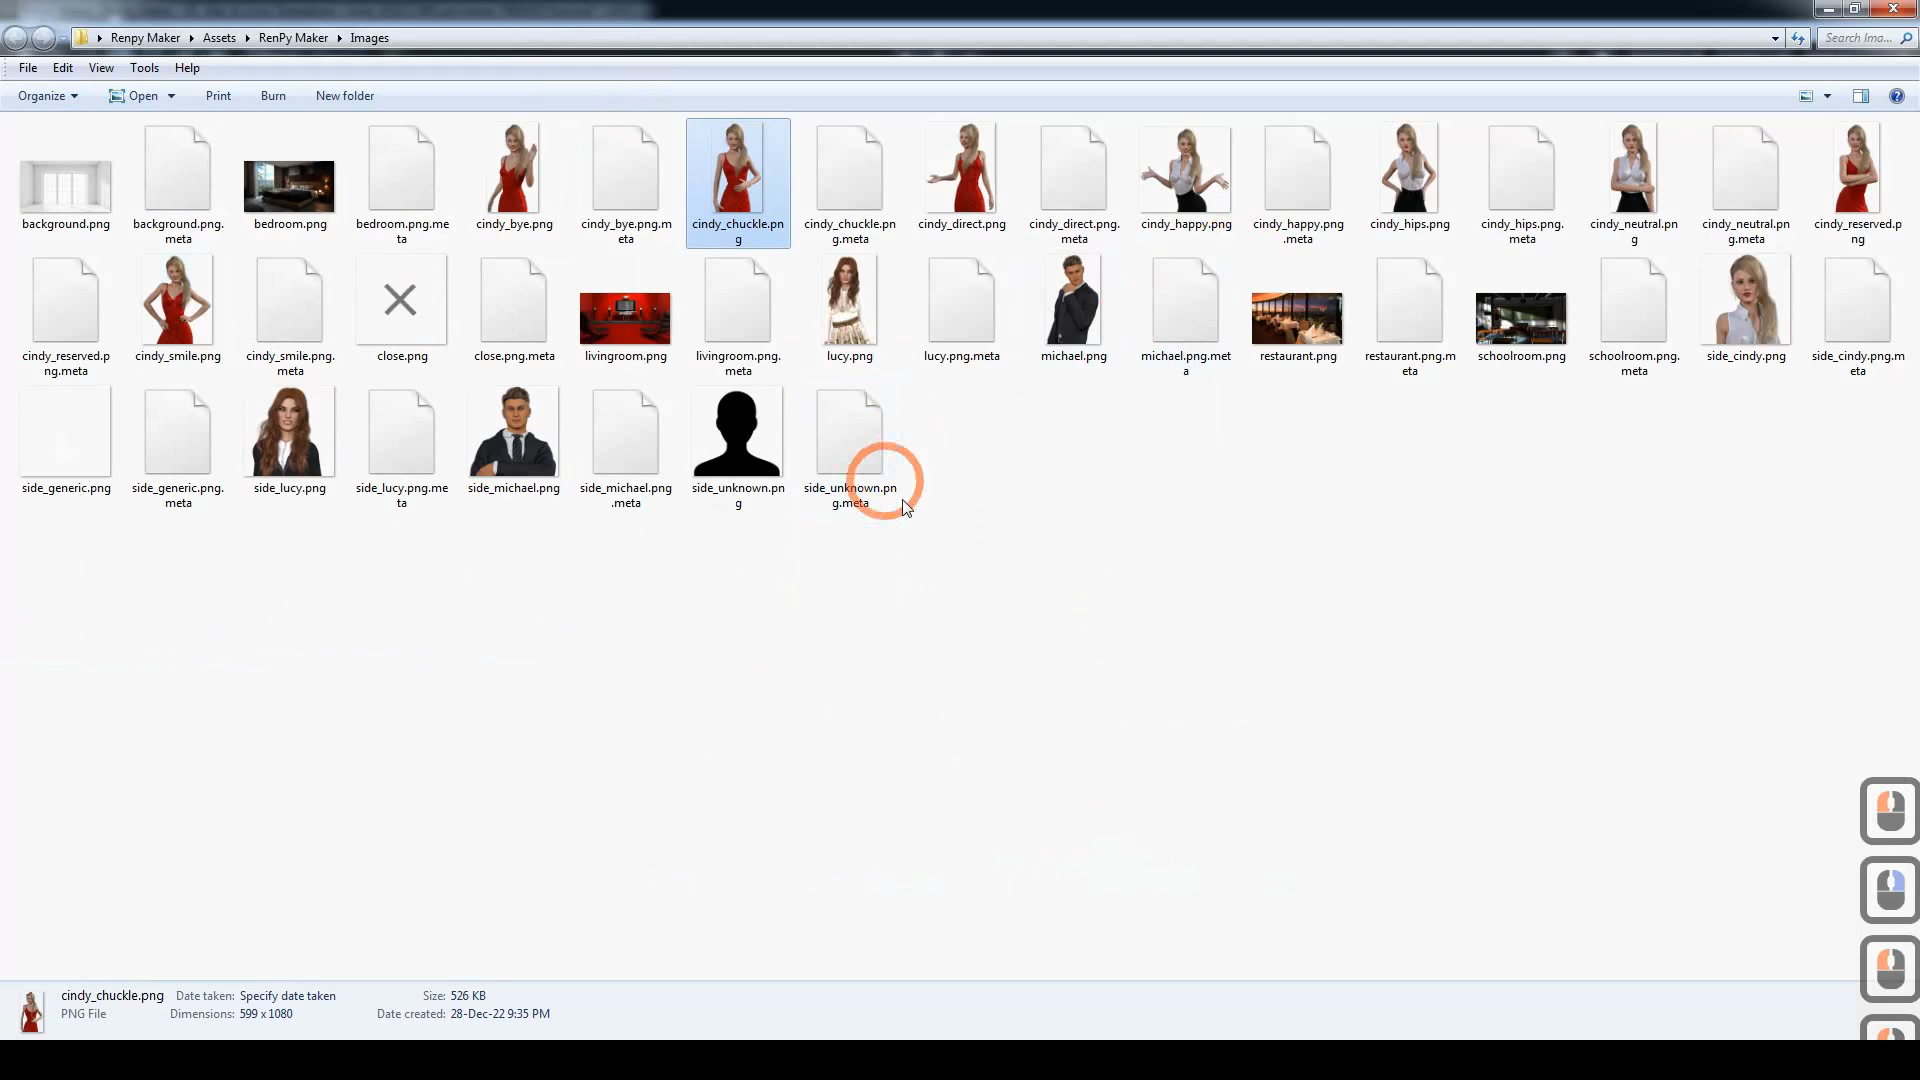 Renpy Maker Assets RenPy Maker Images
Search Ima...
File Edit View Tools Help
Organize Open Print Burn New folder
background.png
background.png.
meta
bedroom.png
bedroom.png.me
ta
cindy_bye.png
cindy_bye.png.m
eta
cindy_chuckle.pn
g
cindy_chuckle.pn
g.meta
cindy_direct.png
cindy_direct.png.
meta
cindy_happy.png
cindy_happy.png
.meta
cindy_hips.png
cindy_hips.png.
meta
cindy_neutral.pn
g
cindy_neutral.pn
g.meta
cindy_reserved.p
ng
cindy_reserved.p
ng.meta
cindy_smile.png
cindy_smile.png.
meta
close.png
close.png.meta
livingroom.png
livingroom.png.
meta
lucy.png
lucy.png.meta
michael.png
michael.png.met
a
restaurant.png
restaurant.png.m
eta
schoolroom.png
schoolroom.png.
meta
side_cindy.png
side_cindy.png.m
eta
side_generic.png
side_generic.png.
meta
side_lucy.png
side_lucy.png.me
ta
side_michael.png
side_michael.png
.meta
side_unknown.pn
g
side_unknown.pn
g.meta
cindy_chuckle.png Date taken: Specify date taken Size: 526 KB
PNG File Dimensions: 599 x 1080 Date created: 28-Dec-22 9:35 PM